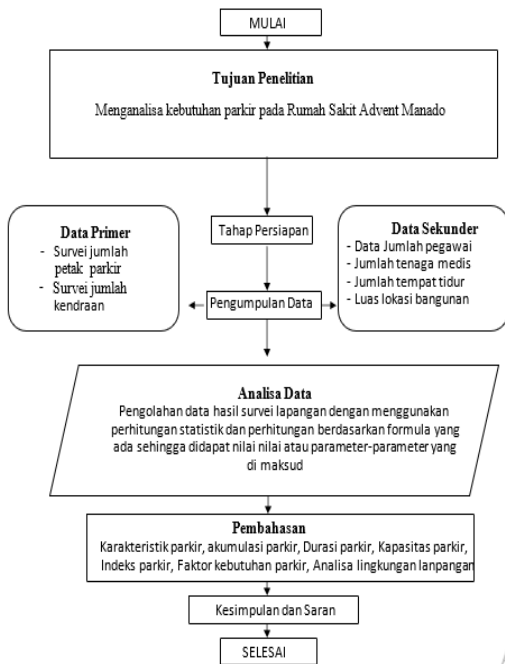 MULAI
Tujuan Penelitian
Menganalisa kebutuhan parkir pada Rumah Sakit Advent Manado
Tahap Persiapan
Pengumpulan Data
Data Primer
- Survei jumlah
petak parkir
- Survei jumlah
kendraan
Data Sekunder
- Data Jumlah pegawai
- Jumlah tenaga medis
- Jumlah tempat tidur
- Luas lokasi bangunan
Analisa Data
Pengolahan data hasil survei lapangan dengan menggunakan
perhitungan statistik dan perhitungan berdasarkan formula yang
ada sehingga didapat nilai nilai atau parameter-parameter yang
di maksud
Pembahasan
Karakteristik parkir, akumulasi parkir, Durasi parkir, Kapasitas parkir,
Indeks parkir, Faktor kebutuhan parkir, Analisa lingkungan lanpangan
Kesimpulan dan Saran
SELESAI